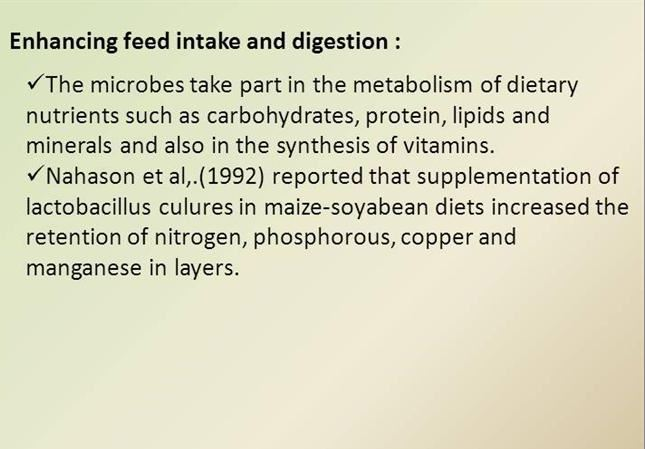 Enhancing feed intake and digestion :
✓The microbes take part in the metabolism of dietary
nutrients such as carbohydrates, protein, lipids and
minerals and also in the synthesis of vitamins.
✓Nahason et al,.(1992) reported that supplementation of
lactobacillus culures in maize-soyabean diets increased the
retention of nitrogen, phosphorous, copper and
manganese in layers.